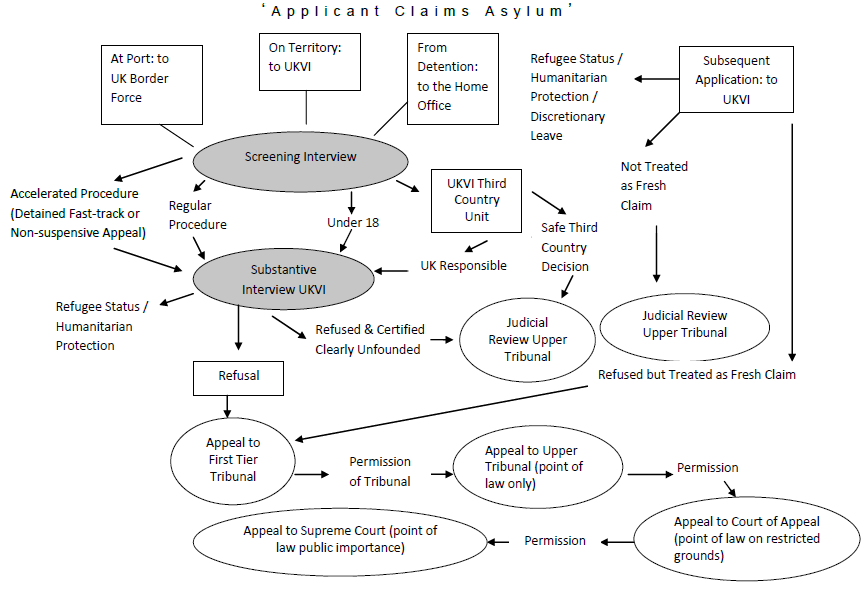 ‘Applicant Claims Asylum’
At Port: to
UK Border
Force
On Territory:
to UKVI
From
Detention:
to the Home
Office
Refugee Status /
Humanitarian
Protection /
Discretionary
Leave
Subsequent
Application: to
UKVI
Screening Interview
Accelerated Procedure
(Detained Fast-track or
Non-suspensive Appeal)
Regular
Procedure
Under 18
UKVI Third
Country
Unit
Not Treated
as Fresh
Claim
Safe Third
Country
Decision
UK Responsible
Substantive
Interview UKVI
Refugee Status /
Humanitarian
Protection
Refused & Certified
Clearly Unfounded
Judicial
Review Upper
Tribunal
Judicial Review
Upper Tribunal
Refusal
Refused but Treated as Fresh Claim
Appeal to
First Tier
Tribunal
Permission
of Tribunal
Appeal to Upper
Tribunal (point of
law only)
Permission
Appeal to Court of Appeal
(point of law on restricted
grounds)
Permission
Appeal to Supreme Court (point of
law public importance)